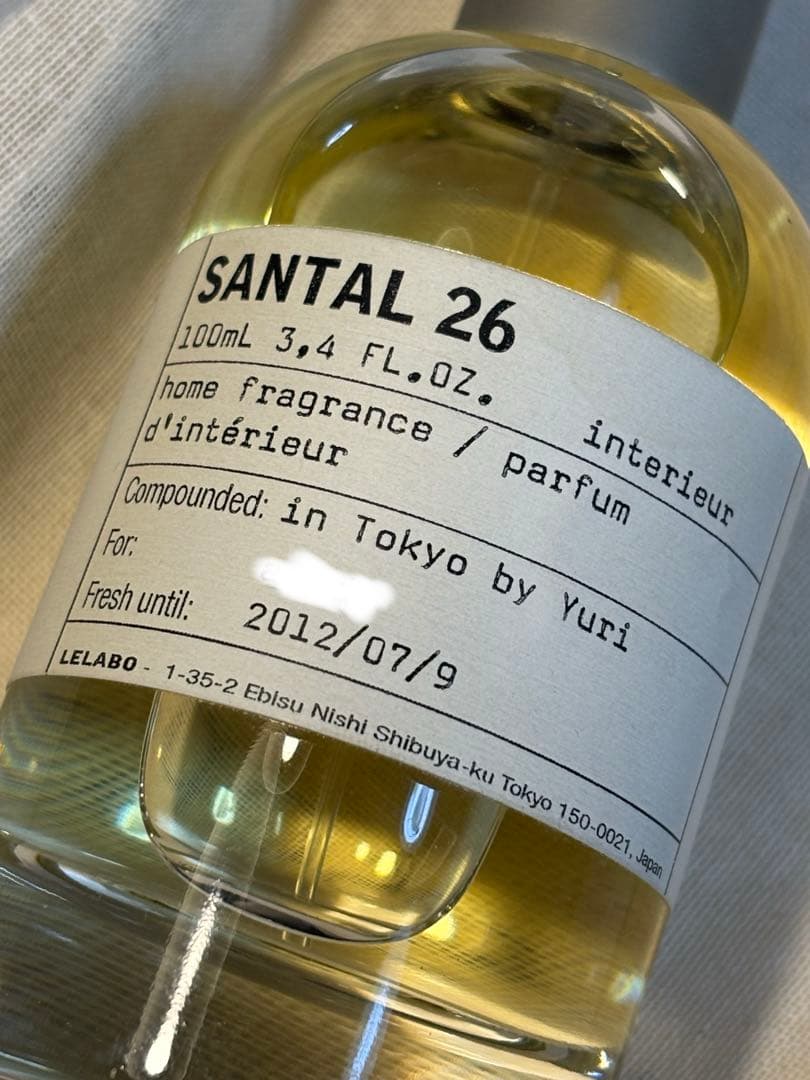 SANTAL 26
100mL 3,4 FL.OZ. interieur
home fragrance / parfum
d'intérieur
Compounded: in Tokyo by Yuri
For:
Fresh until: 2012/07/9
LELABO - 1-35-2 Ebisu Nishi Shibuya-ku Tokyo 150-0021, Japan